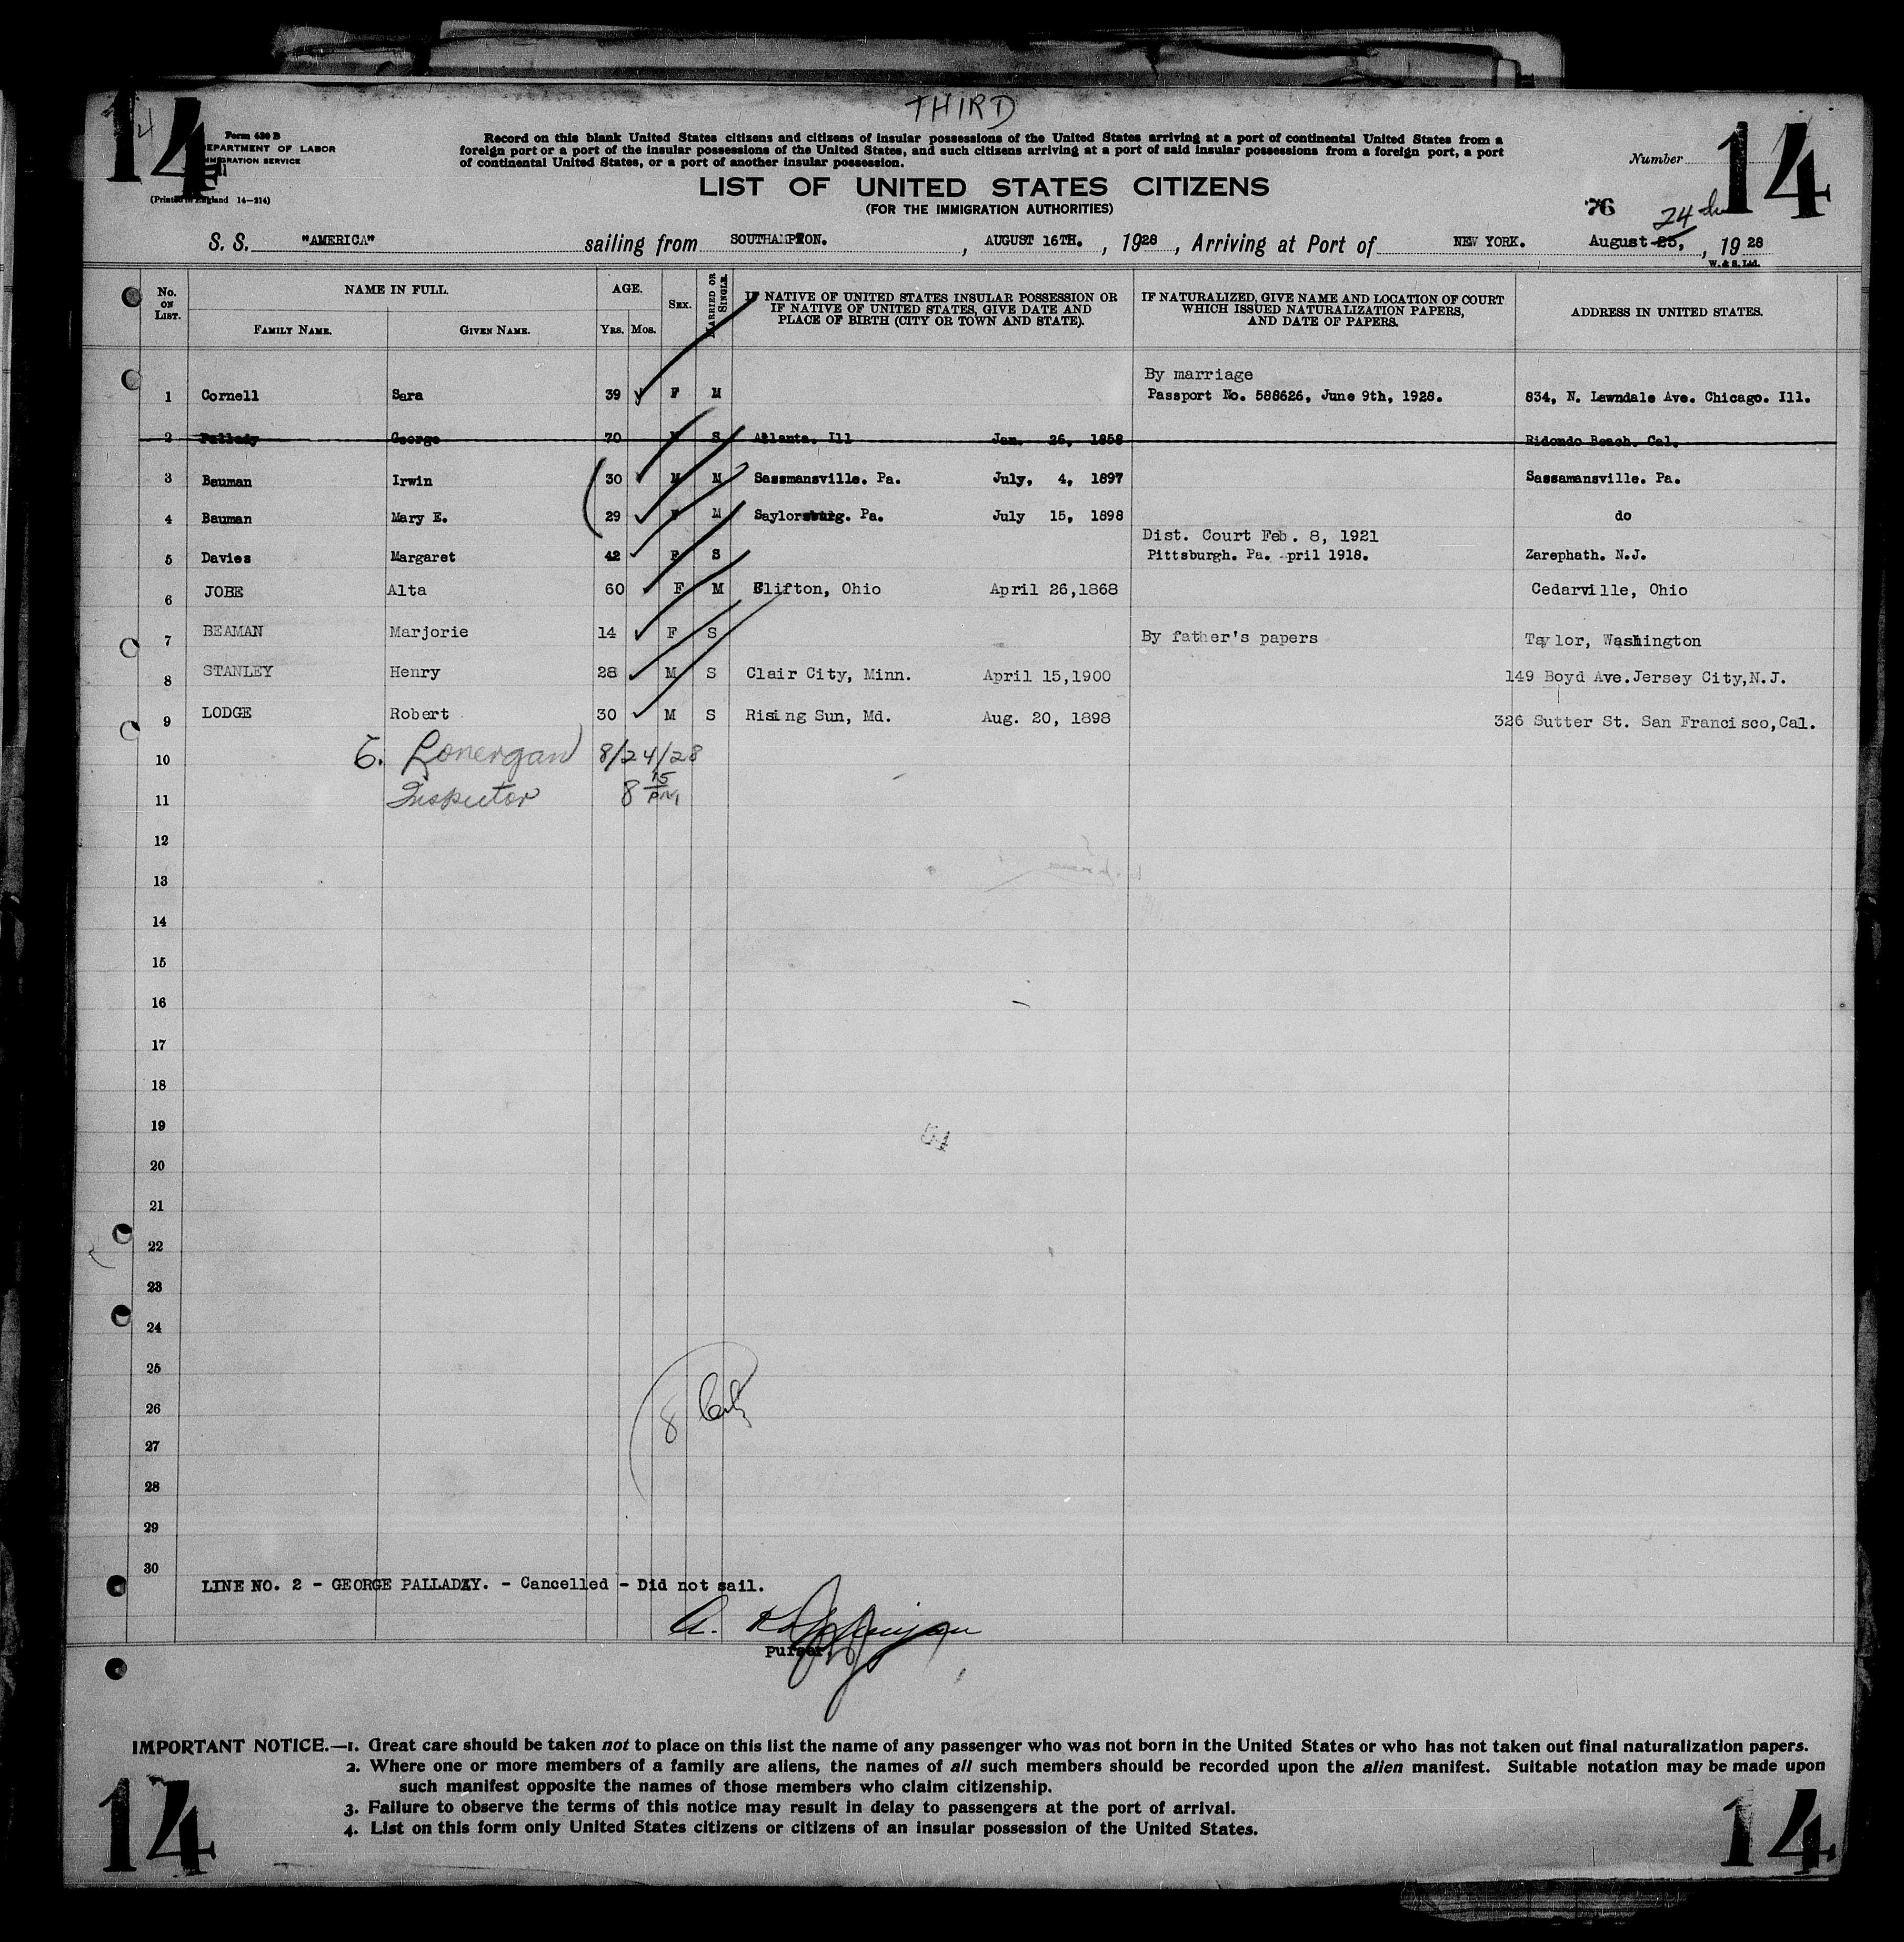 THIRD
14
14
Form 630 B
DEPARTMENT OF LABOR
IMMIGRATION SERVICE
(Printed in England 14—214)
Record on this blank United States citizens and citizens of insular possessions of the United States arriving at a port of continental United States from a
foreign port or a port of the insular possessions of the United States, and such citizens arriving at a port of said insular possessions from a foreign port, a port
of continental United States, or a port of another insular possession.
Number
LIST OF UNITED STATES CITIZENS
(FOR THE IMMIGRATION AUTHORITIES)
76
24th
S. S. "AMERICA" sailing from SOUTHAMPTON. , AUGUST 16TH. , 1928 , Arriving at Port of NEW YORK. August 25, , 1928
W. & S. Ltd.
No. ON LIST. NAME IN FULL. AGE. SEX. MARRIED OR SINGLE. IF NATIVE OF UNITED STATES INSULAR POSSESSION OR IF NATIVE OF UNITED STATES, GIVE DATE AND PLACE OF BIRTH (CITY OR TOWN AND STATE). IF NATURALIZED, GIVE NAME AND LOCATION OF COURT WHICH ISSUED NATURALIZATION PAPERS, AND DATE OF PAPERS. ADDRESS IN UNITED STATES.
FAMILY NAME. GIVEN NAME. YRS. MOS.
By marriage
1 Cornell Sara 39 F M Passport No. 588626, June 9th, 1928. 834, N. Lawndale Ave. Chicago. Ill.
2 Pallady George 70 M S Atlanta. Ill Jan. 26, 1858 Ridondo Beach. Cal.
3 Bauman Irwin 30 M M Sassmansville. Pa. July, 4, 1897 Sassamansville. Pa.
4 Bauman Mary E. 29 F M Saylorsburg. Pa. July 15, 1898 do
Dist. Court Feb. 8, 1921
5 Davies Margaret 42 F S Pittsburgh. Pa. pril 1918. Zarephath. N.J.
6 JOBE Alta 60 F M Clifton, Ohio April 26,1868 Cedarville, Ohio
7 BEAMAN Marjorie 14 F S By father's papers Taylor, Washington
8 STANLEY Henry 28 M S Clair City, Minn. April 15,1900 149 Boyd Ave.Jersey City,N.J.
9 LODGE Robert 30 M S Rising Sun, Md. Aug. 20, 1898 326 Sutter St. San Francisco,Cal.
10 E. Lonergan 8/24/28
11 Inspector 8 15 PM
12
13
14
15
16
17
18
19
20
21
22
23
24
25
26 8
27
28
29
30
LINE NO. 2 - GEORGE PALLADAY. - Cancelled - Did not sail.
A.
Purser,
IMPORTANT NOTICE.—1. Great care should be taken not to place on this list the name of any passenger who was not born in the United States or who has not taken out final naturalization papers.
2. Where one or more members of a family are aliens, the names of all such members should be recorded upon the alien manifest. Suitable notation may be made upon
such manifest opposite the names of those members who claim citizenship.
3. Failure to observe the terms of this notice may result in delay to passengers at the port of arrival.
4. List on this form only United States citizens or citizens of an insular possession of the United States.
14
14